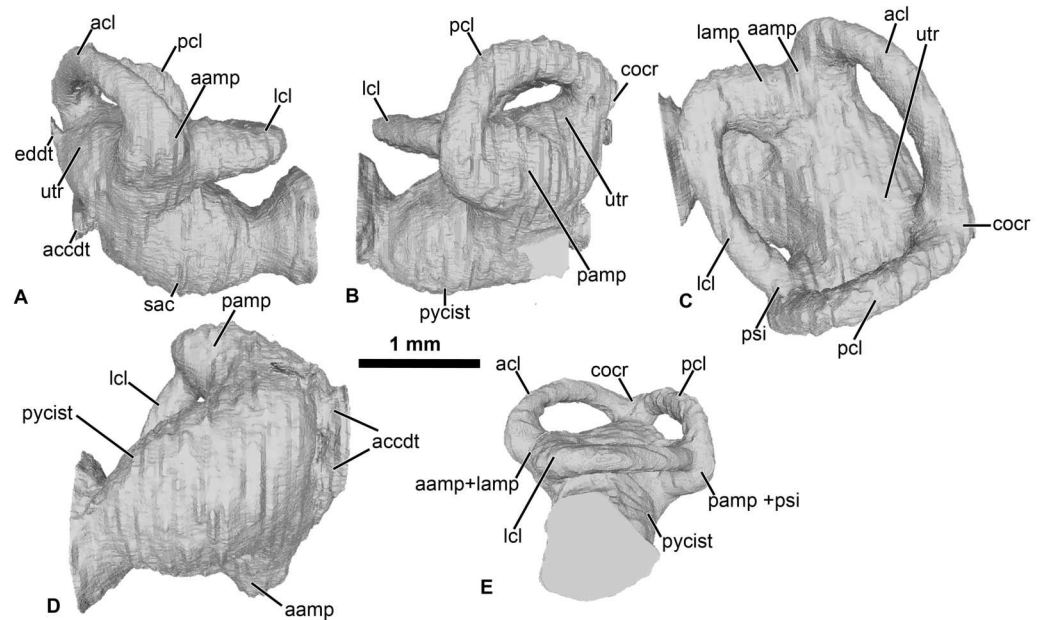 acl
pcl
aamp
lcl
eddt
utr
accdt
sac
A
pcl
cocr
lcl
utr
pamp
pycist
B
acl
utr
aamp
lamp
cocr
lcl
psi
pcl
C
pamp
lcl
pycist
accdt
aamp
D
1 mm
acl
cocr
pcl
aamp+lamp
lcl
pamp +psi
pycist
E